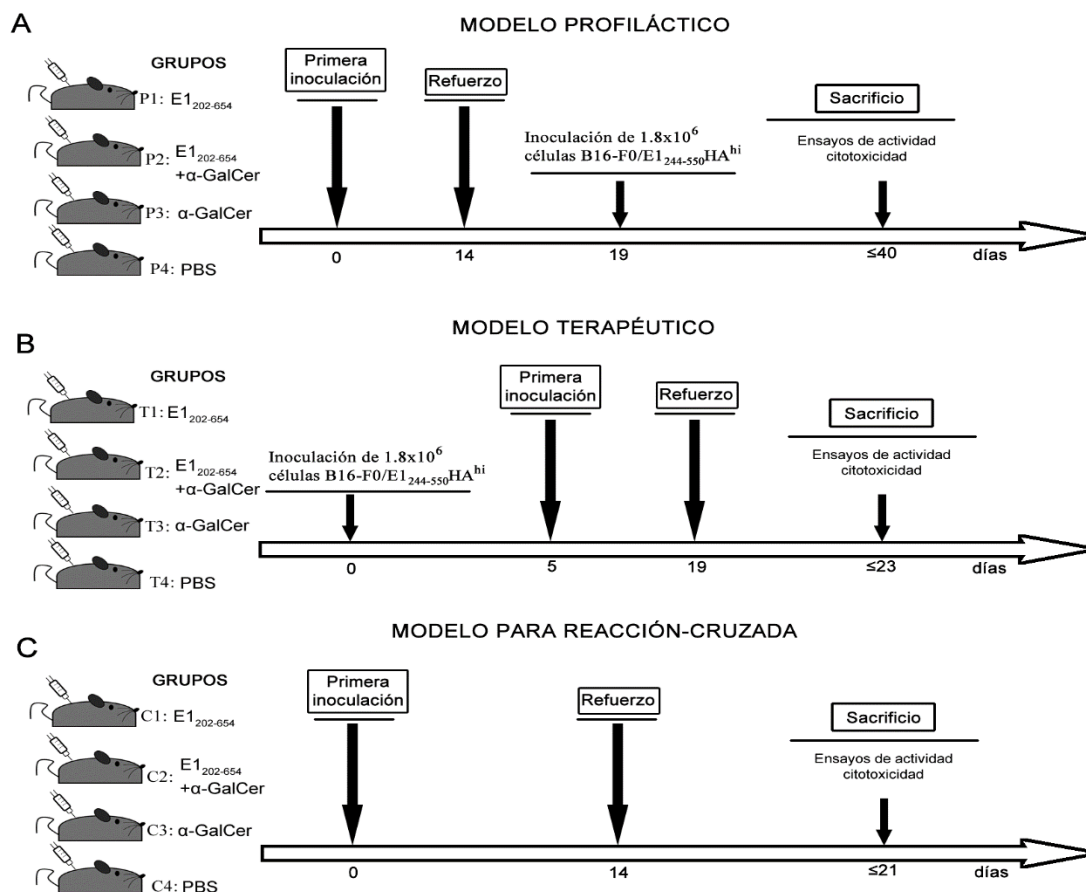 A
MODELO PROFILÁCTICO
GRUPOS
P1: E1202-654
P2: E1202-654
+α-GalCer
P3: α-GalCer
P4: PBS
Primera
inoculación
Refuerzo
Inoculación de 1.8x10⁶
células B16-F0/E1244-550HAhi
Sacrificio
Ensayos de actividad
citotoxicidad
0
14
19
≤40
días
MODELO TERAPÉUTICO
B
GRUPOS
T1: E1202-654
T2: E1202-654
+α-GalCer
T3: α-GalCer
T4: PBS
Inoculación de 1.8x10⁶
células B16-F0/E1244-550HAhi
Primera
inoculación
Refuerzo
Sacrificio
Ensayos de actividad
citotoxicidad
0
5
19
≤23
días
MODELO PARA REACCIÓN-CRUZADA
C
GRUPOS
C1: E1202-654
C2: E1202-654
+α-GalCer
C3: α-GalCer
C4: PBS
Primera
inoculación
Refuerzo
Sacrificio
Ensayos de actividad
citotoxicidad
0
14
≤21
días